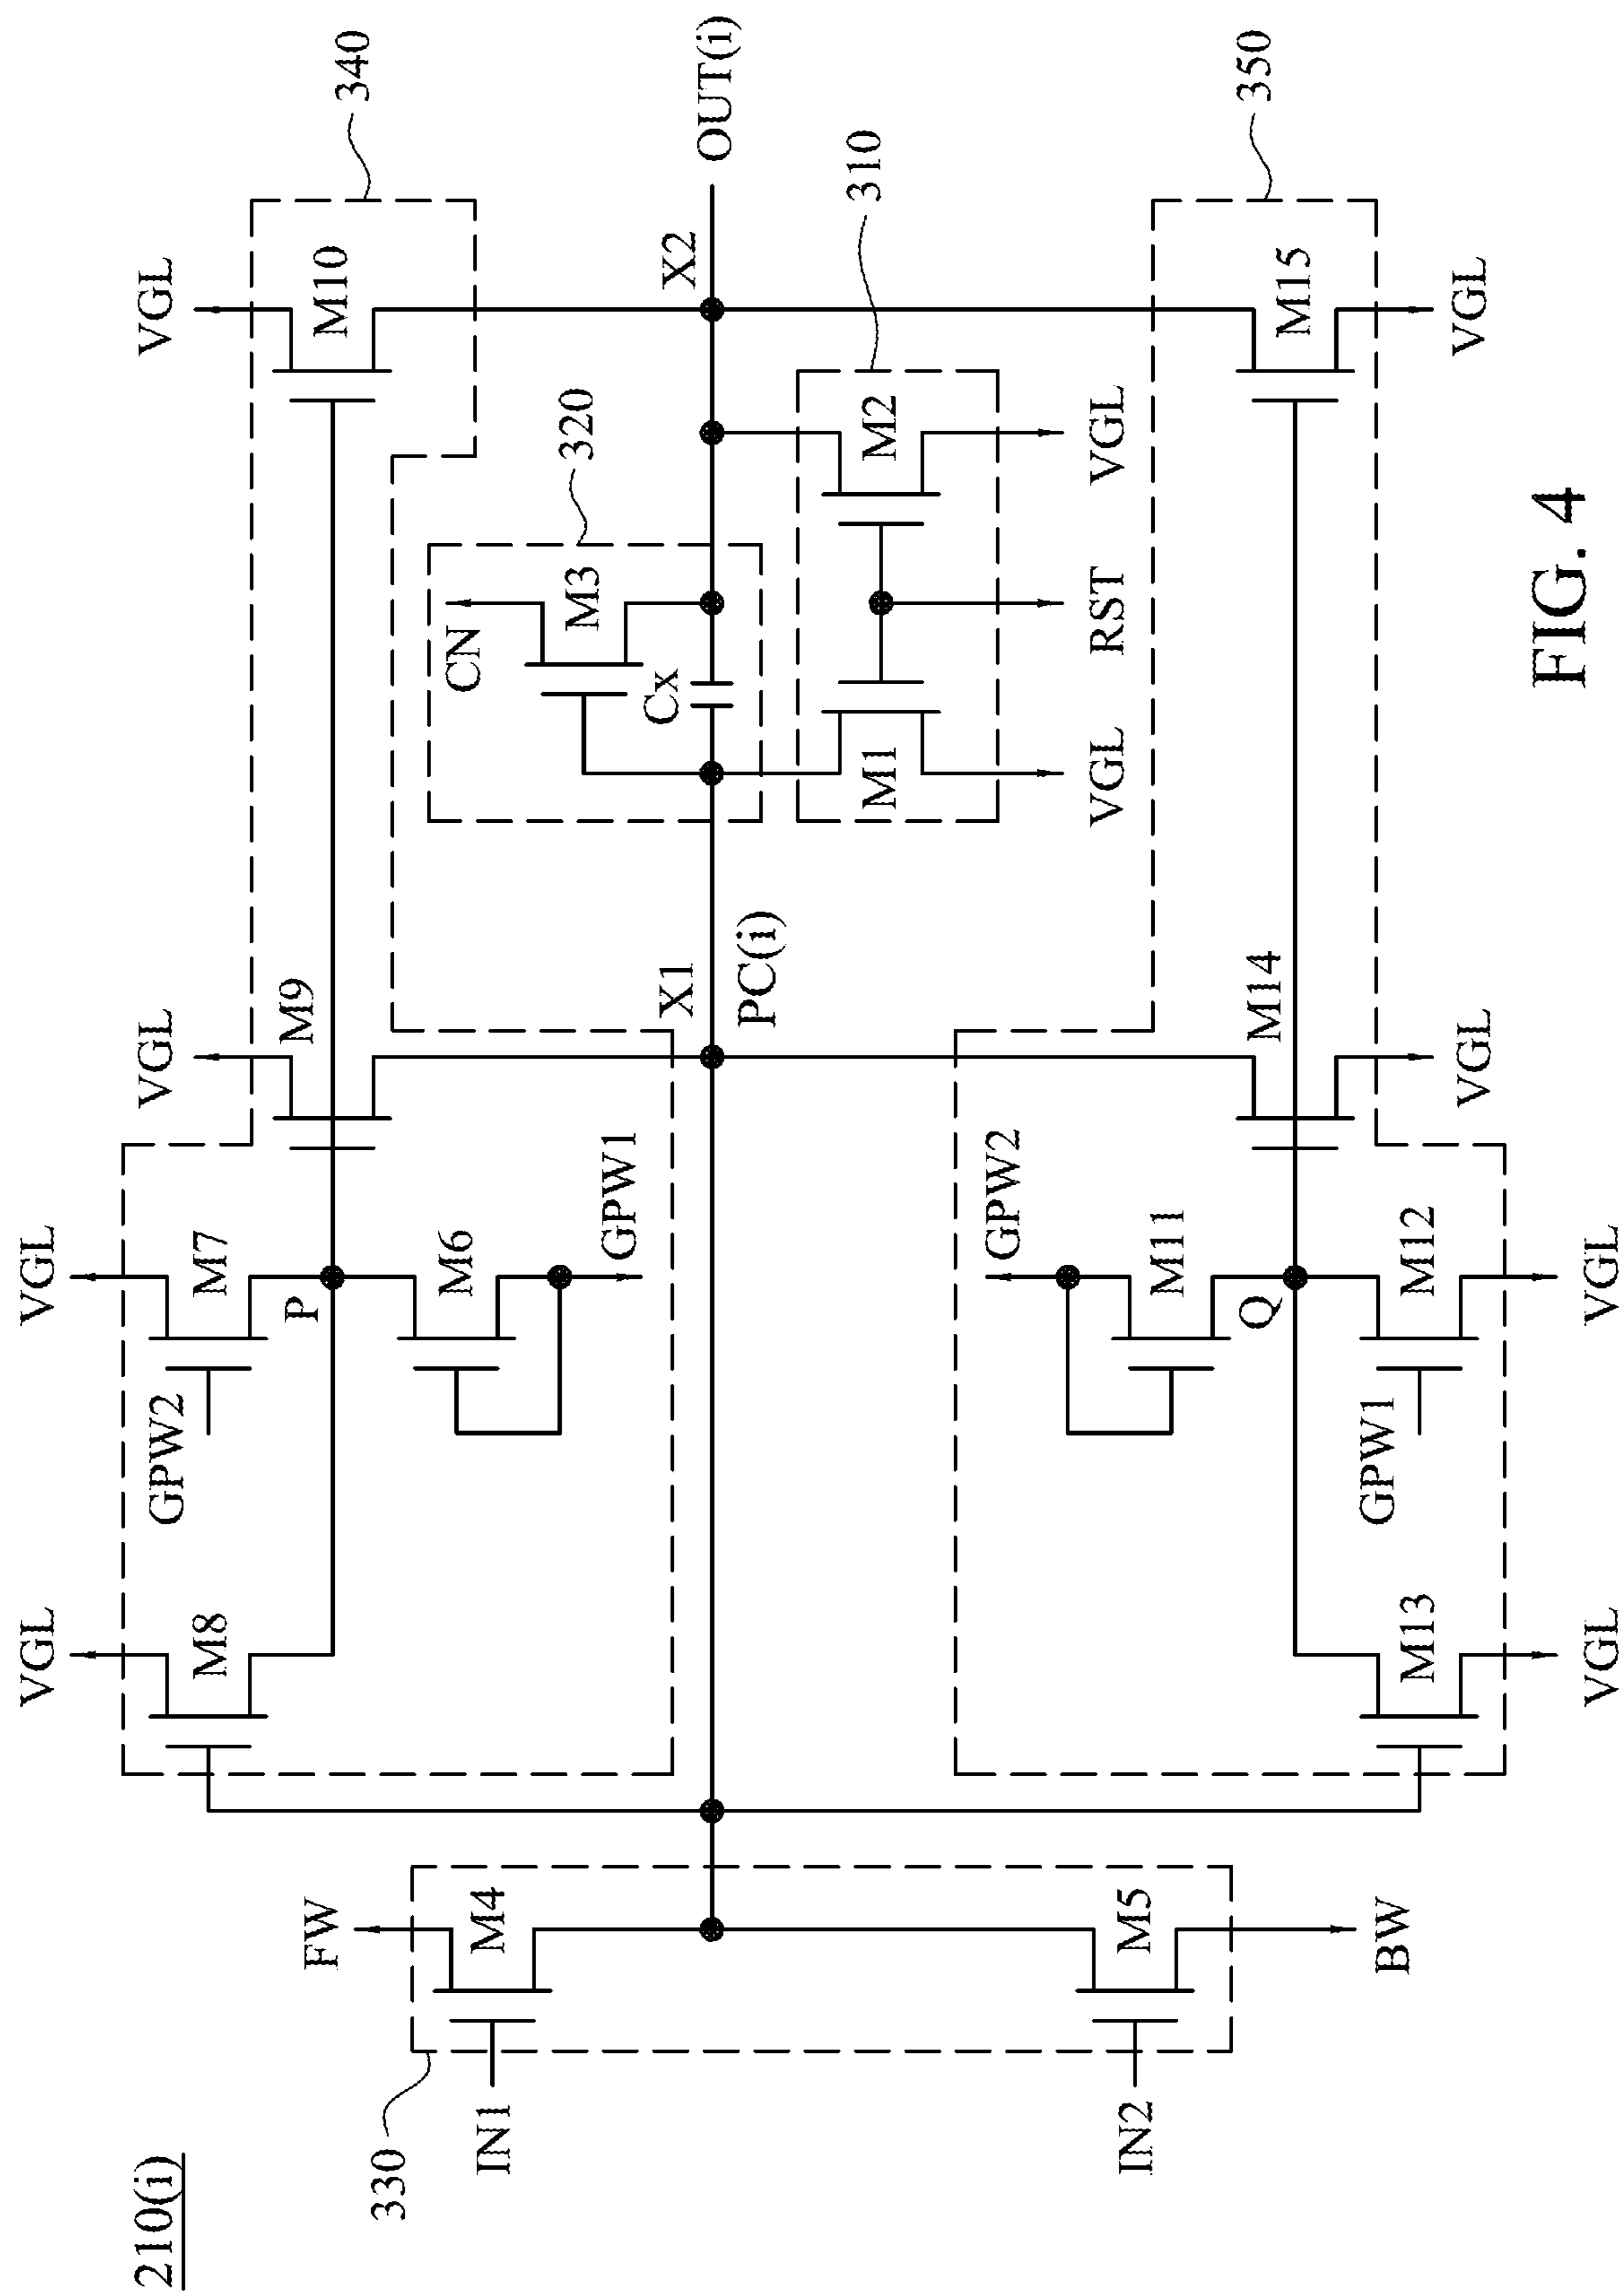 210(i)
VGL
VGL
M8
M7
GPW2
P
M6
GPW1
VGL
M9
VGL
M10
340
330
FW
M4
IN1
CN
M3
320
Cx
X1
PC(i)
X2
OUT(i)
M1
M2
310
VGL
RST
VGL
IN2
M5
BW
GPW2
M11
Q
M12
GPW1
M13
VGL
VGL
M14
VGL
M15
VGL
350
FIG. 4